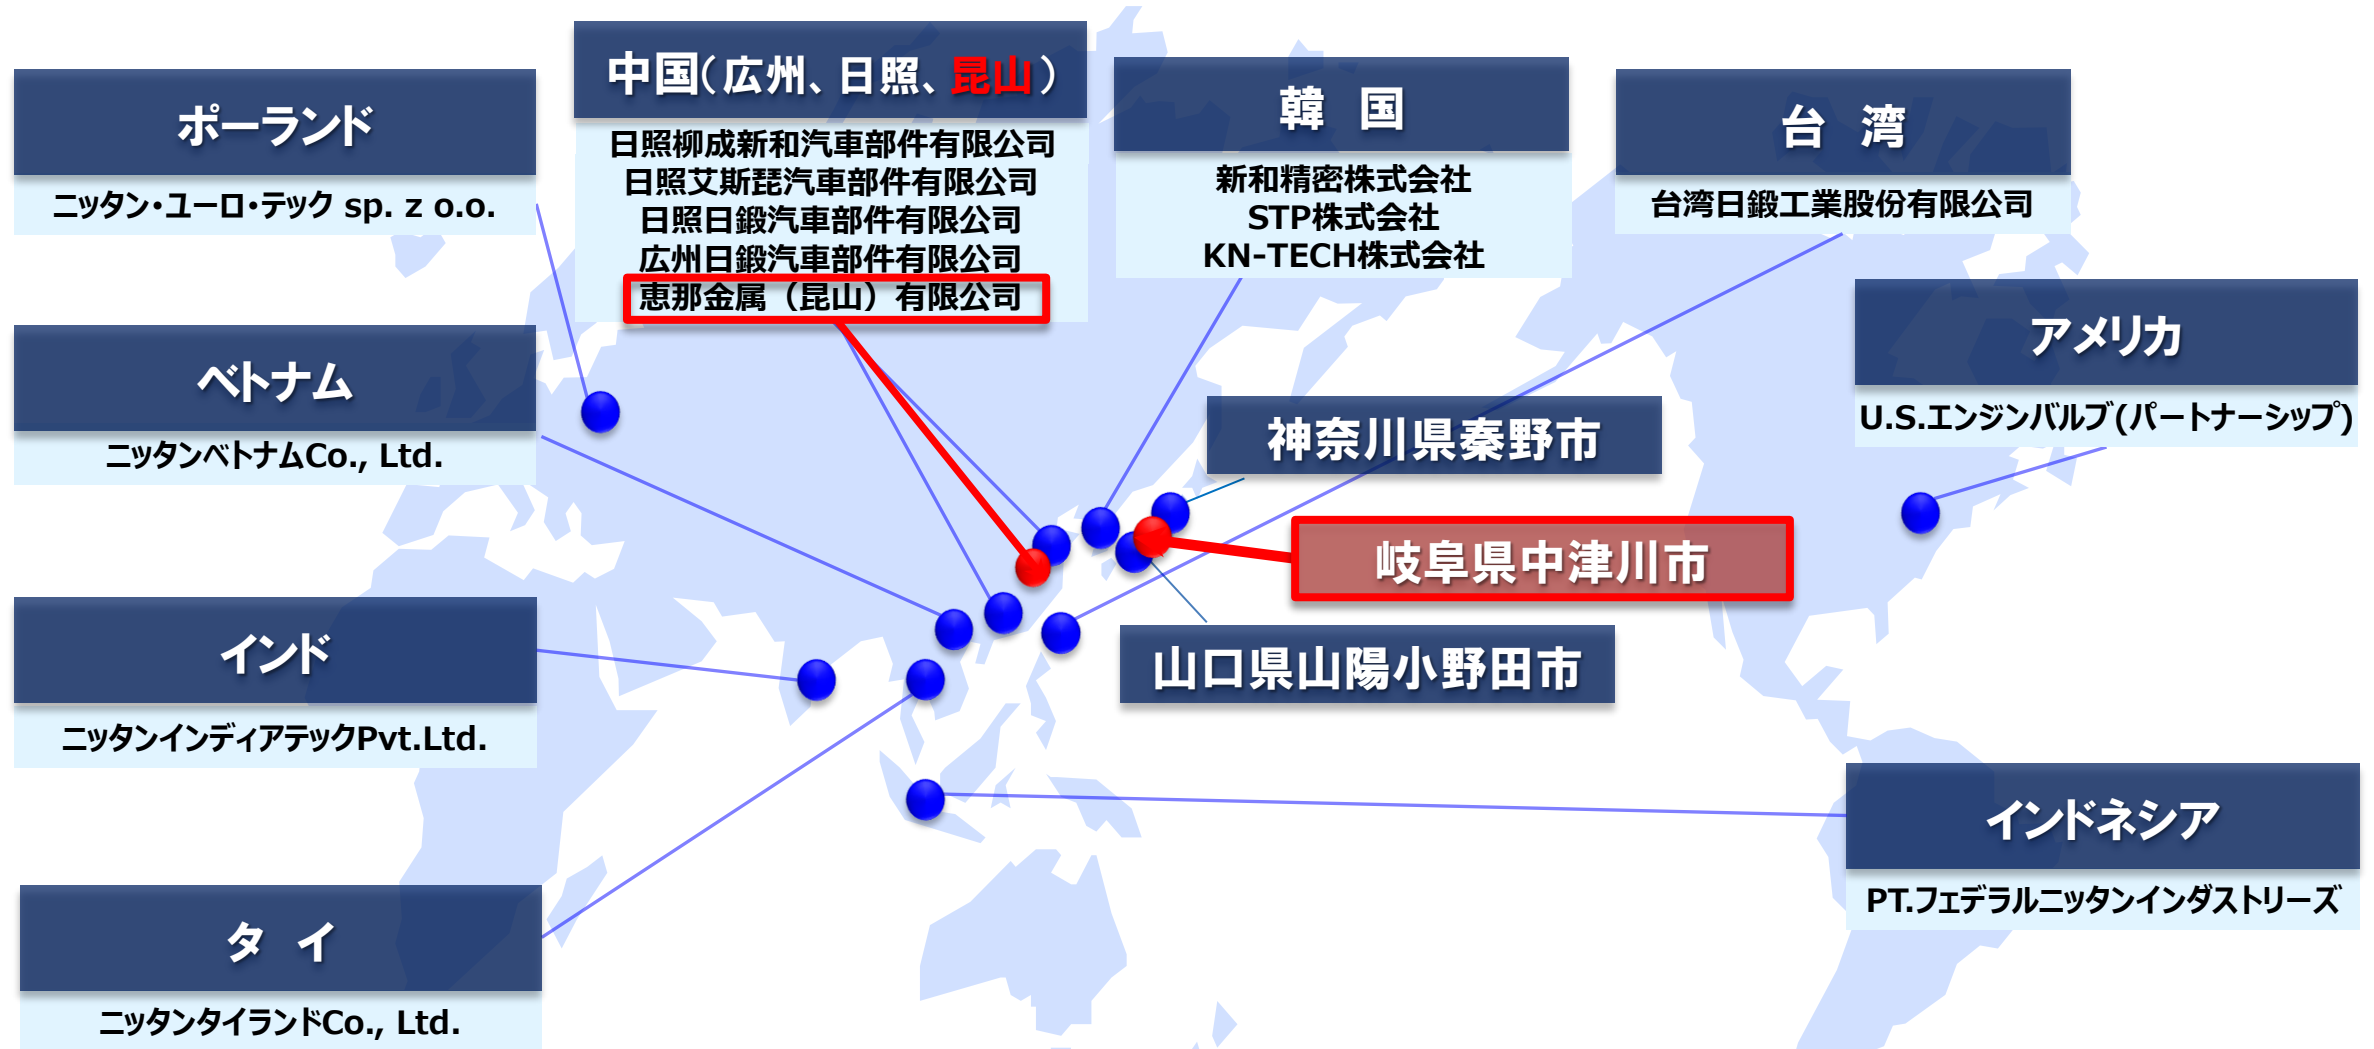 ポーランド
ニッタン・ユーロ・テック sp. z o.o.
中国（広州、日照、昆山）
日照柳成新和汽車部件有限公司
日照艾斯琵汽車部件有限公司
日照日鍛汽車部件有限公司
広州日鍛汽車部件有限公司
恵那金属（昆山）有限公司
韓　国
新和精密株式会社
STP株式会社
KN-TECH株式会社
台　湾
台湾日鍛工業股份有限公司
アメリカ
U.S.エンジンバルブ(パートナーシップ)
ベトナム
ニッタンベトナムCo., Ltd.
神奈川県秦野市
岐阜県中津川市
山口県山陽小野田市
インド
ニッタンインディアテックPvt.Ltd.
インドネシア
PT.フェデラルニッタンインダストリーズ
タ　イ
ニッタンタイランドCo., Ltd.